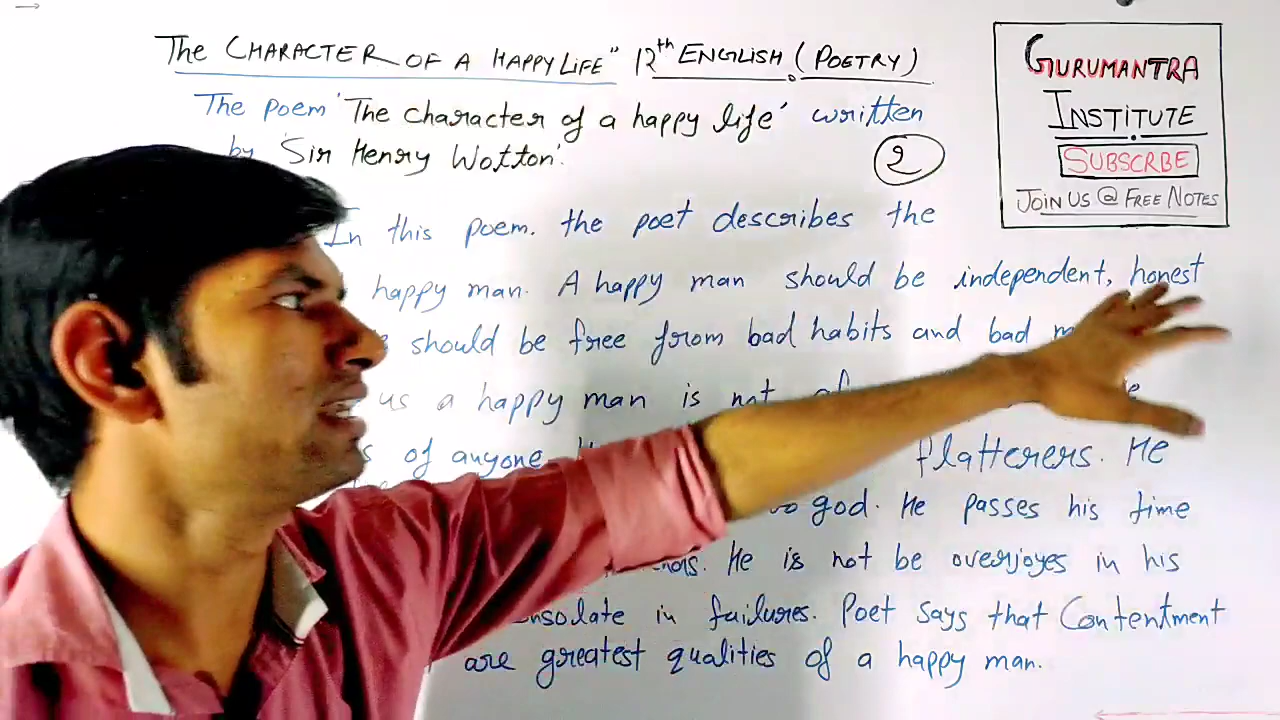 The CHARACTER OF A HAPPY LIFE" 12th ENGLISH (POETRY)
The poem 'The character of a happy life' written
by 'Sir Henry Wotton'.
2
In this poem. the poet describes the
happy man. A happy man should be independent, honest
should be free from bad habits and bad
us a happy man is not
of anyone
flatterers. He
god. He passes his time
He is not be overjoyes in his
in failures. Poet says that Contentment
are greatest qualities of a happy man.
GURUMANTRA
INSTITUTE
SUBSCRBE
JOIN US @ FREE NOTES